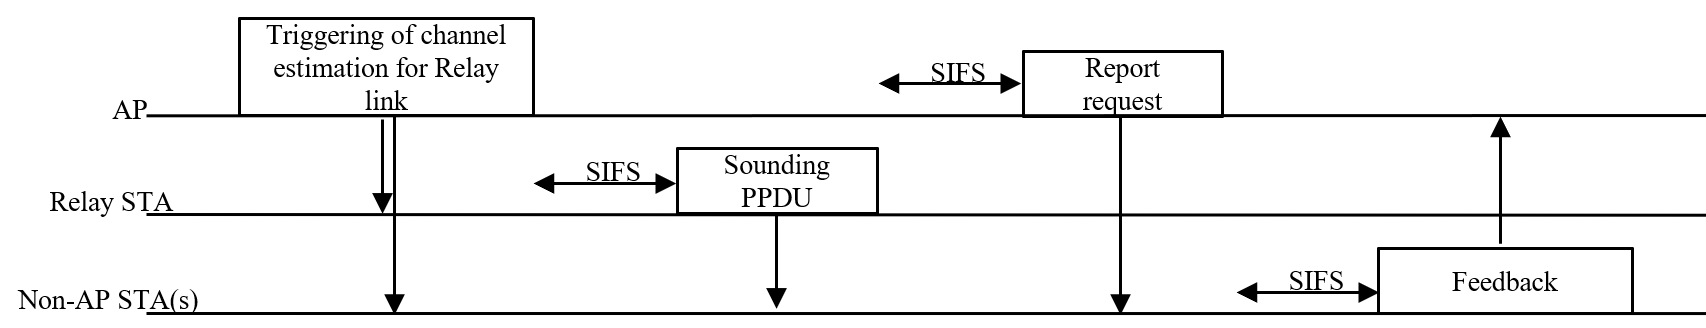 Triggering of channel
estimation for Relay
link
SIFS
Report
request
AP
SIFS
Sounding
PPDU
Relay STA
SIFS
Feedback
Non-AP STA(s)